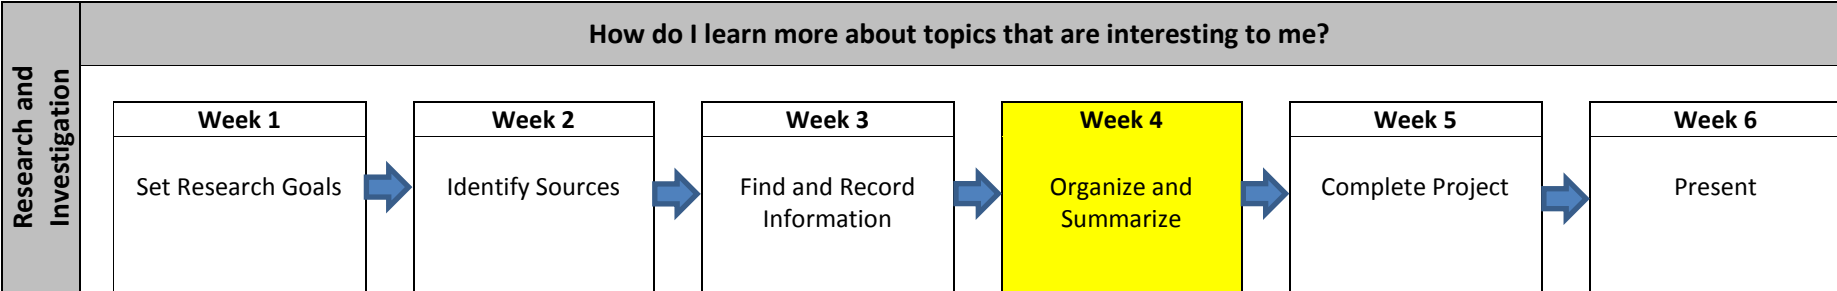 Research and
Investigation
How do I learn more about topics that are interesting to me?
Week 1
Set Research Goals
Week 2
Identify Sources
Week 3
Find and Record
Information
Week 4
Organize and
Summarize
Week 5
Complete Project
Week 6
Present